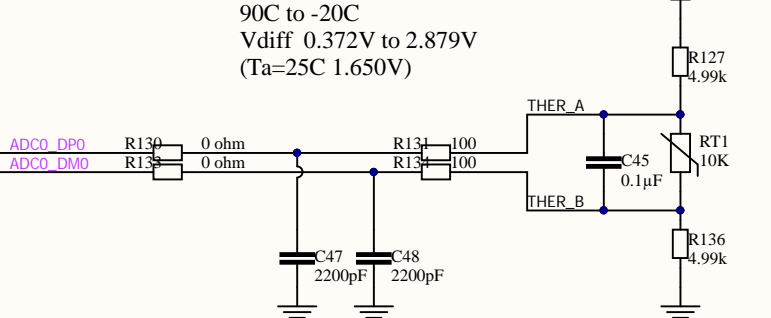 90C to -20C
Vdiff 0.372V to 2.879V
(Ta=25C 1.650V)
R127
4.99k
THER_A
ADC0_DP0 R130 0 ohm R131 100
ADC0_DM0 R133 0 ohm R134 100
RT1
10K
C45
0.1µF
THER_B
R136
4.99k
C47
2200pF
C48
2200pF